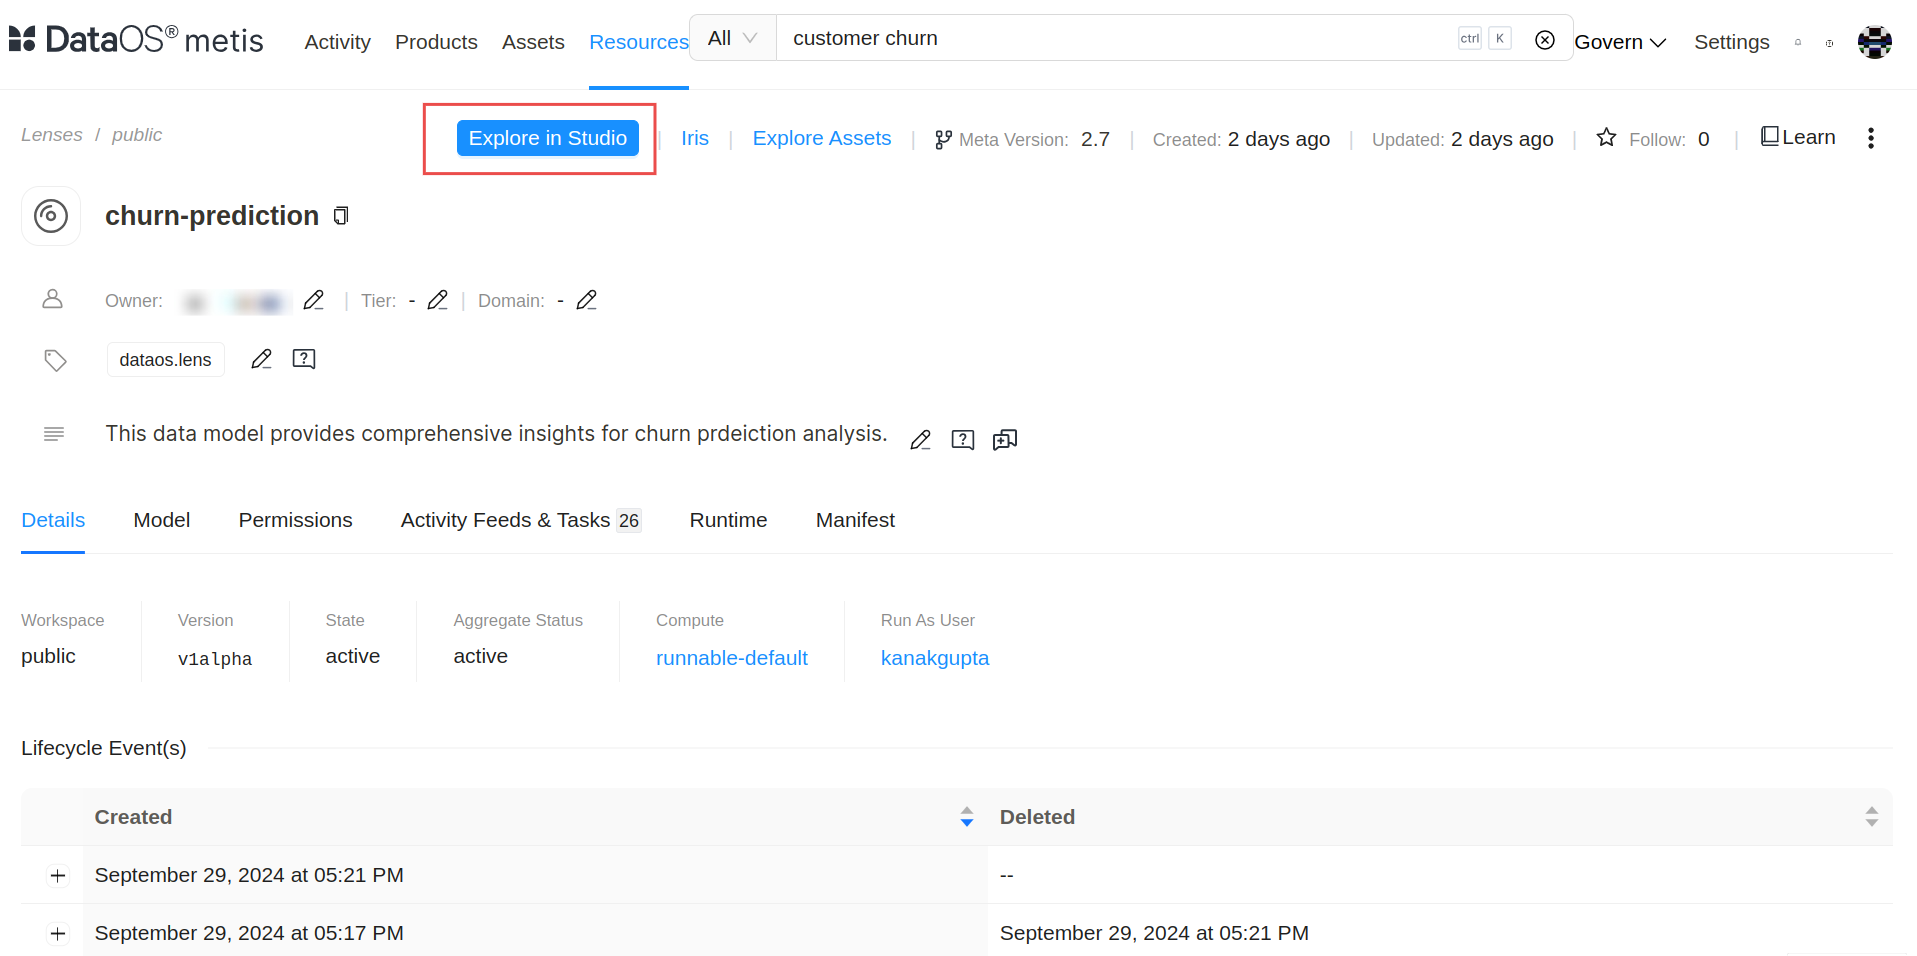 DataOS® metis Activity Products Assets Resources All customer churn ctrl K Govern Settings
Lenses / public Explore in Studio | Iris | Explore Assets | Meta Version: 2.7 | Created: 2 days ago | Updated: 2 days ago | Follow: 0 | Learn
churn-prediction
Owner: | Tier: - | Domain: -
dataos.lens
This data model provides comprehensive insights for churn prdeiction analysis.
Details Model Permissions Activity Feeds & Tasks 26 Runtime Manifest
Workspace Version State Aggregate Status Compute Run As User
public v1alpha active active runnable-default kanakgupta
Lifecycle Event(s)
Created Deleted
September 29, 2024 at 05:21 PM --
September 29, 2024 at 05:17 PM September 29, 2024 at 05:21 PM